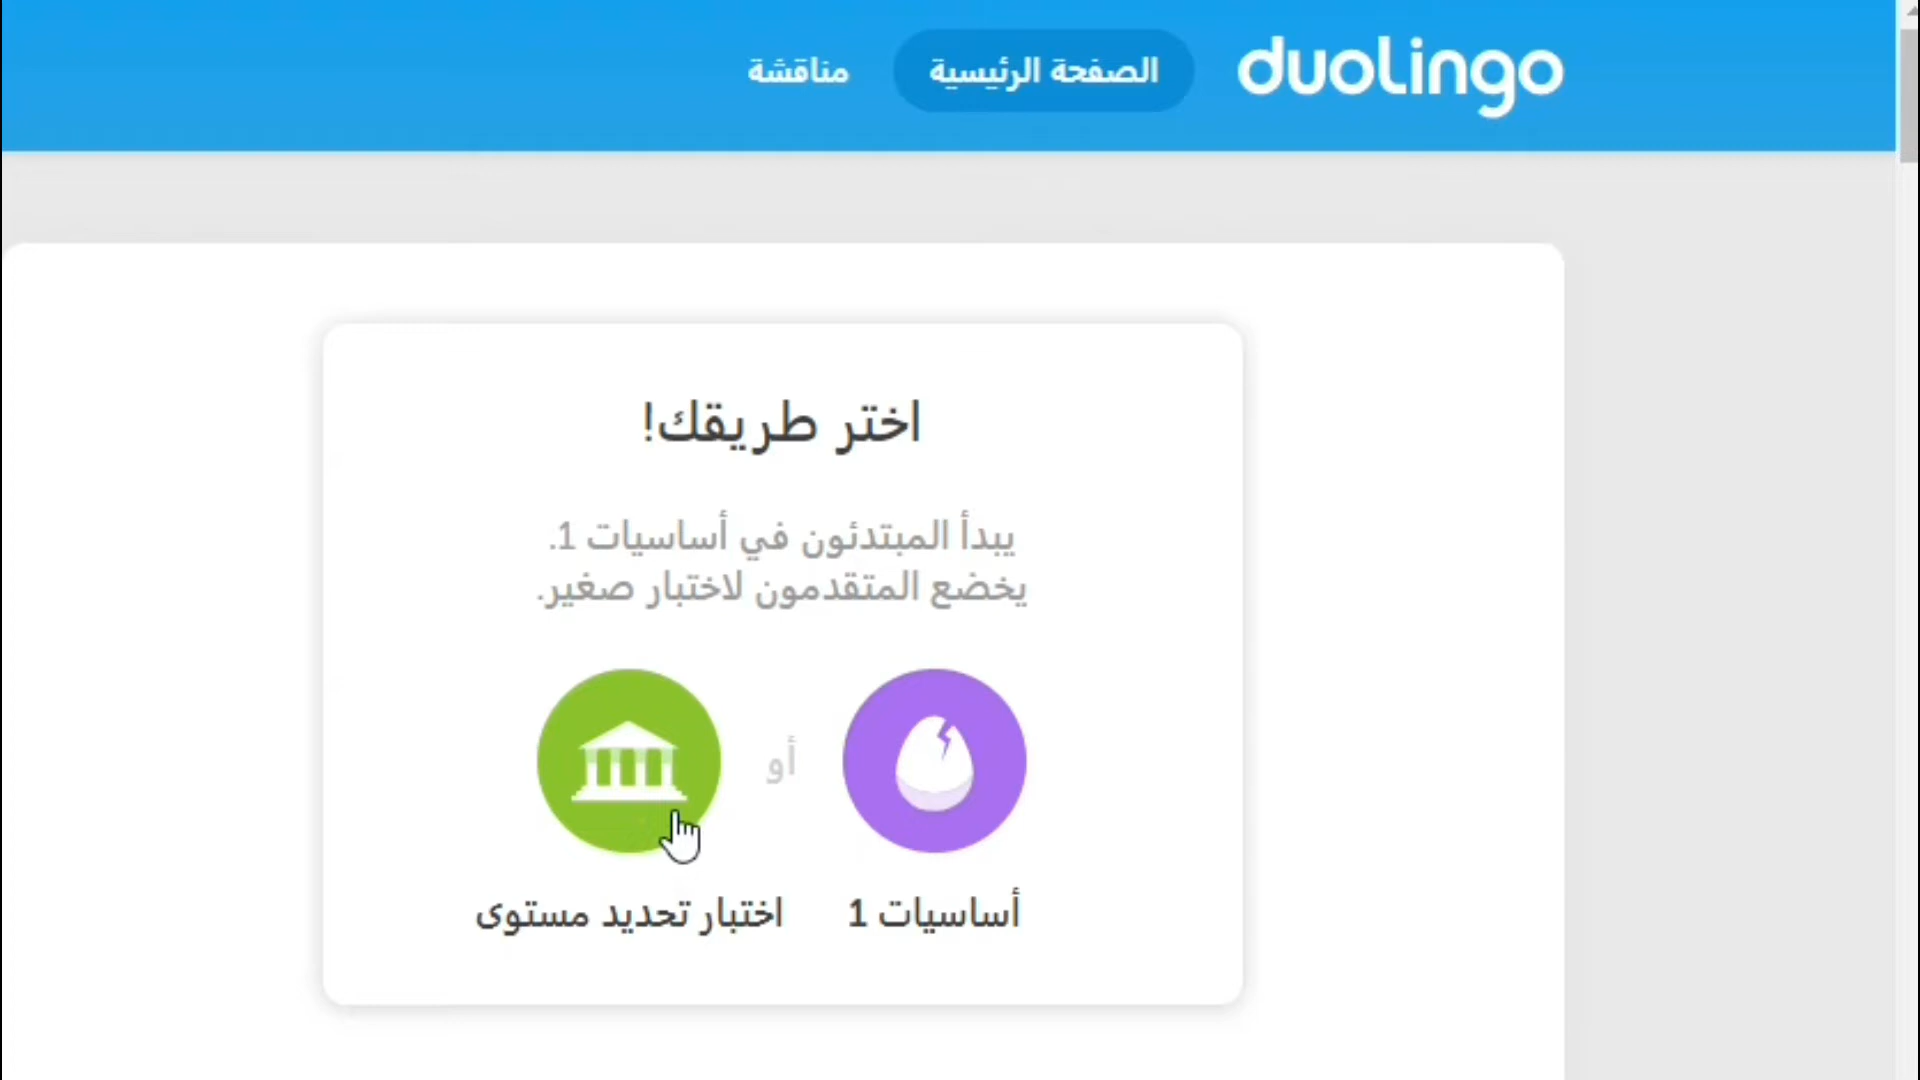 duolingo
الصفحة الرئيسية
مناقشة
اختر طريقك!
يبدأ المبتدئون في أساسيات 1.
يخضع المتقدمون لاختبار صغير.
أو
أساسيات 1
اختبار تحديد مستوى